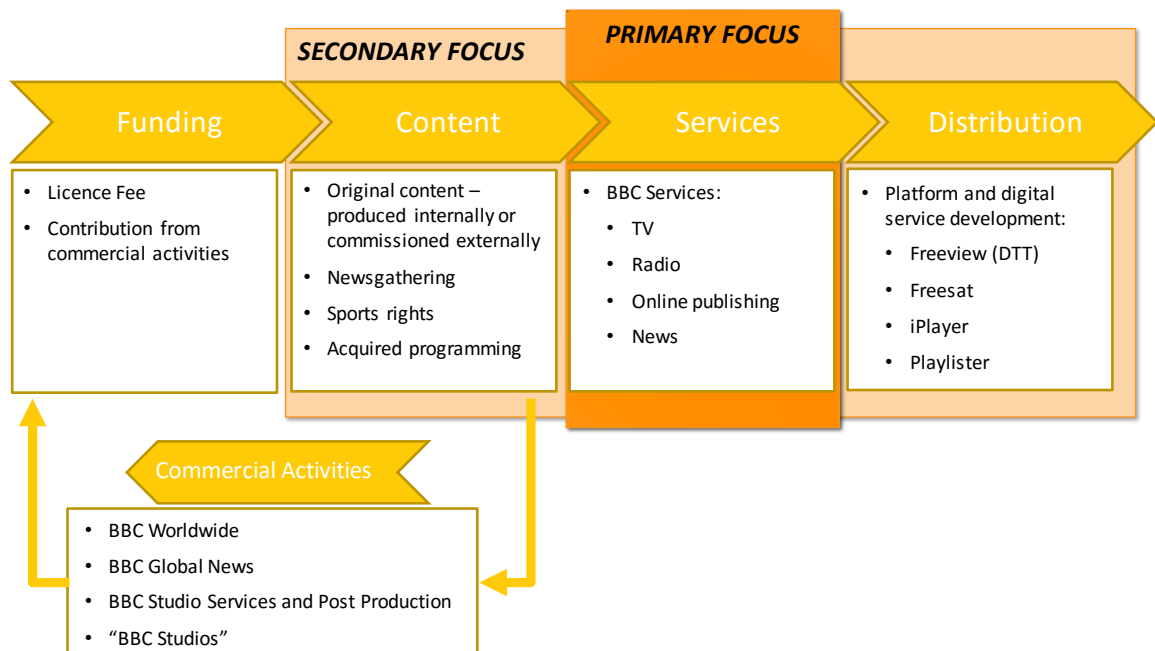 SECONDARY FOCUS
PRIMARY FOCUS
Funding
Content
Services
Distribution
• Licence Fee
• Contribution from
commercial activities
• Original content –
produced internally or
commissioned externally
• Newsgathering
• Sports rights
• Acquired programming
• BBC Services:
• TV
• Radio
• Online publishing
• News
• Platform and digital
service development:
• Freeview (DTT)
• Freesat
• iPlayer
• Playlister
Commercial Activities
• BBC Worldwide
• BBC Global News
• BBC Studio Services and Post Production
• “BBC Studios”